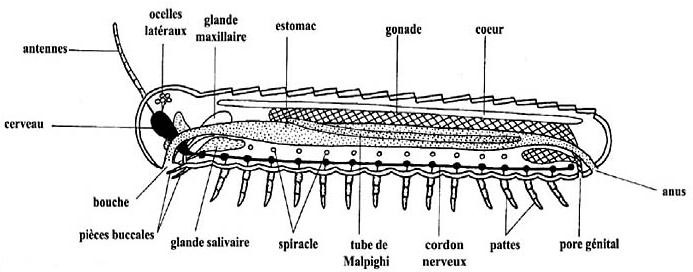 ocelles
latéraux
glande
maxillaire
estomac
gonade
coeur
antennes
cerveau
bouche
anus
pièces buccales
glande salivaire
spiracle
tube de
Malpighi
cordon
nerveux
pattes
pore génital